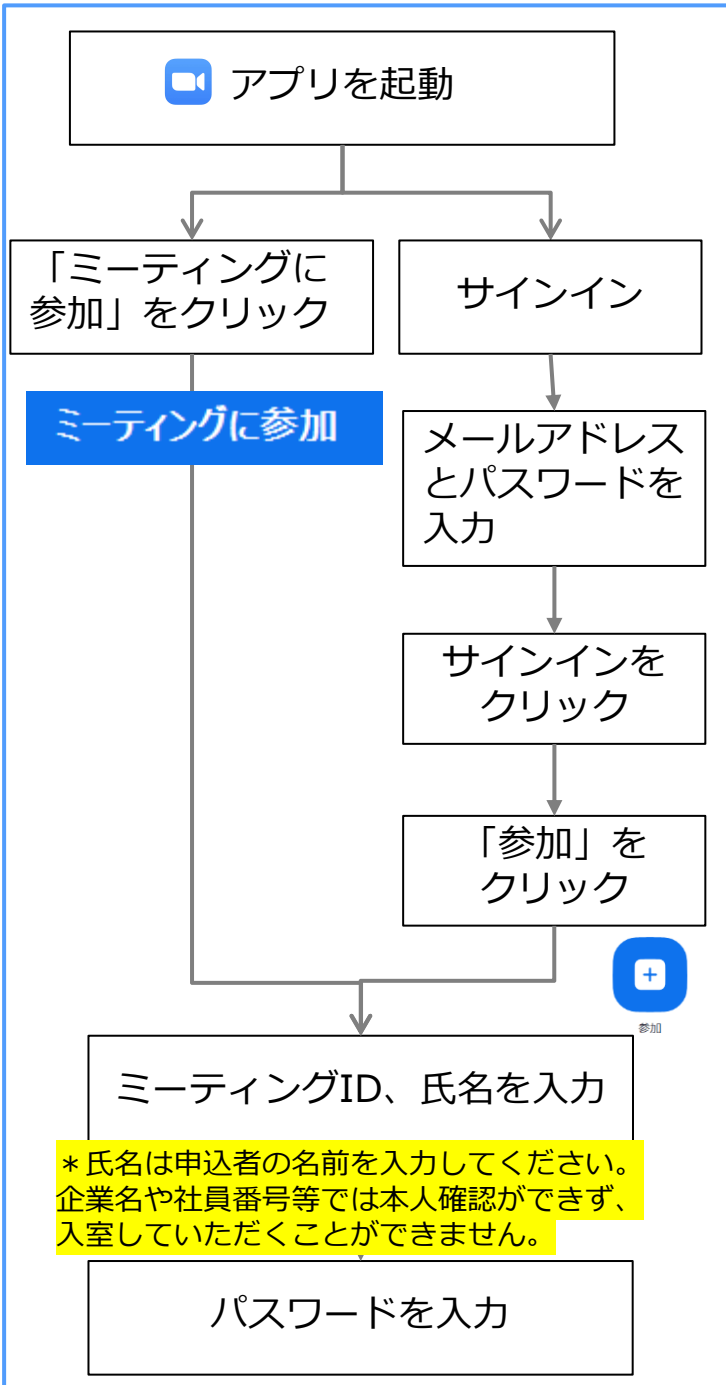 アプリを起動
「ミーティングに
参加」をクリック
ミーティングに参加
サインイン
メールアドレス
とパスワードを
入力
サインインを
クリック
「参加」を
クリック
参加
ミーティングID、氏名を入力
＊氏名は申込者の名前を入力してください。
企業名や社員番号等では本人確認ができず、
入室していただくことができません。
パスワードを入力